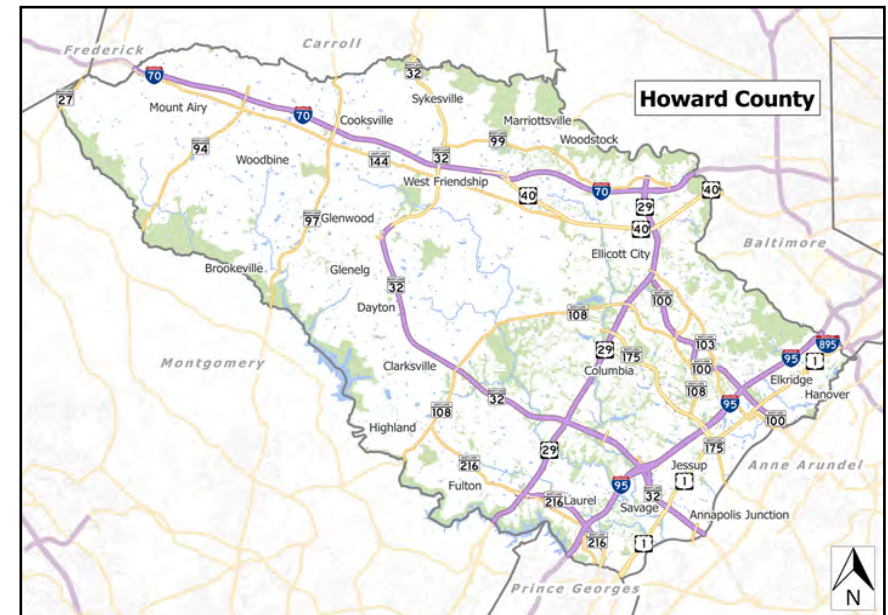 Frederick
Carroll
Howard County
70
32
27
Mount Airy
Sykesville
70
Cooksville
Marriottsville
99
Woodstock
94
Woodbine
144
32
West Friendship
40
70
40
29
97
Glenwood
40
Baltimore
Ellicott City
Brookeville
Glenelg
32
100
Dayton
108
895
Montgomery
29
175
103
95
1
Clarksville
100
Columbia
Elkridge
32
108
Hanover
108
95
100
Highland
29
175
216
Jessup
Anne Arundel
Fulton
95
1
216
Laurel
32
Savage
Annapolis Junction
216
1
Prince Georges
N